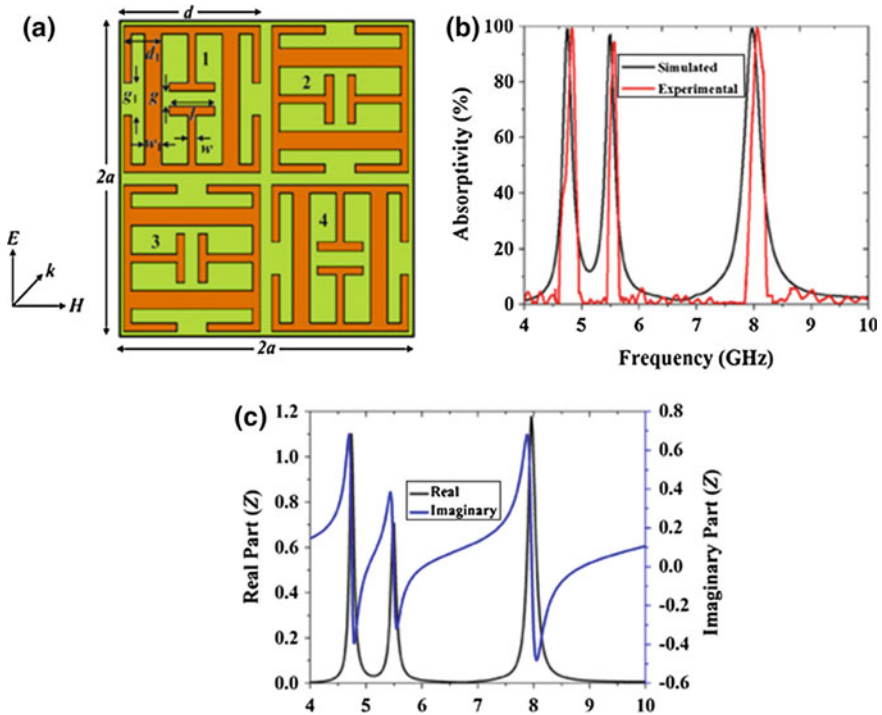 (a)
d
d1
1
g1
g
l
w1
w
2
3
4
2a
2a
E
k
H
(b)
Absorptivity (%)
100
80
60
40
20
0
Simulated
Experimental
4 5 6 7 8 9 10
Frequency (GHz)
(c)
Real Part (Z)
1.2
1.0
0.8
0.6
0.4
0.2
0.0
Real
Imaginary
0.8
0.6
0.4
0.2
0.0
-0.2
-0.4
-0.6
Imaginary Part (Z)
4 5 6 7 8 9 10